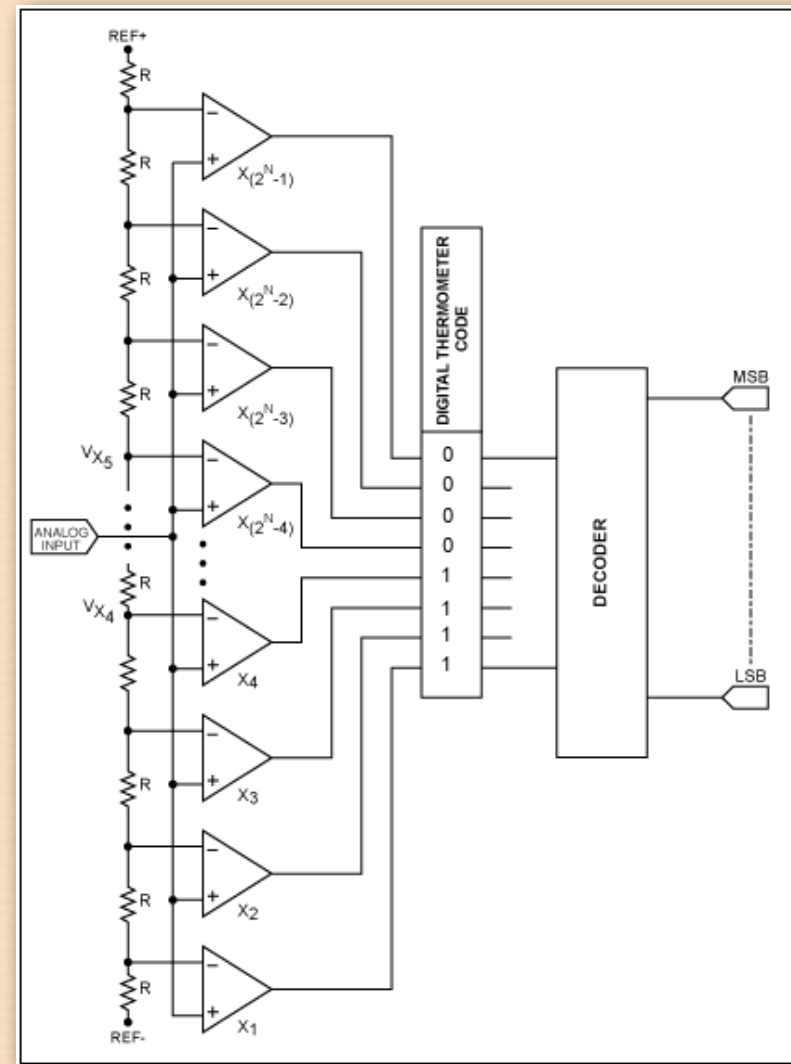 REF+
R
−
+
X(2^N-1)
R
−
+
X(2^N-2)
R
−
+
X(2^N-3)
R
VX5
−
+
X(2^N-4)
ANALOG
INPUT
R
VX4
−
+
X4
−
+
X3
R
−
+
X2
R
−
+
X1
R
REF-
DIGITAL THERMOMETER
CODE
0
0
0
0
1
1
1
1
DECODER
MSB
LSB